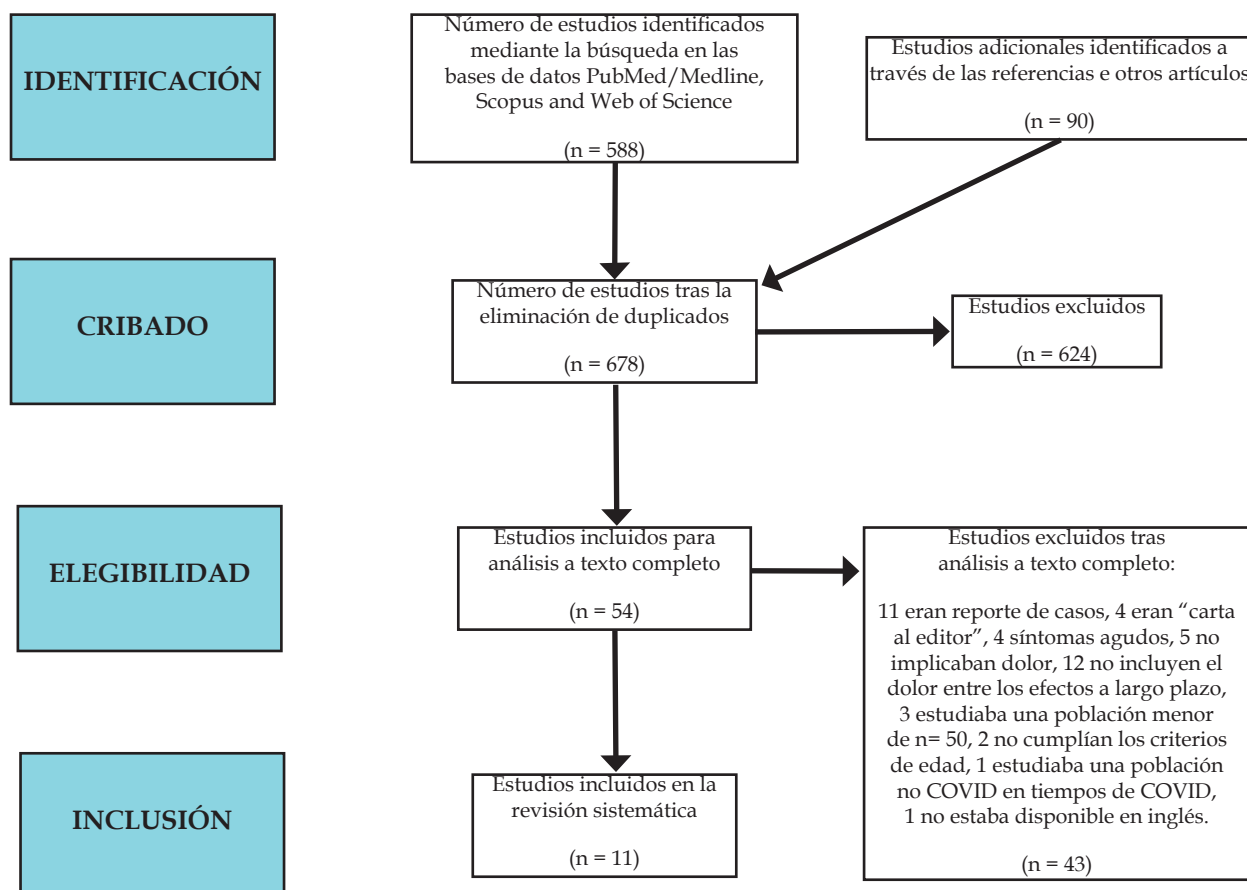 IDENTIFICACIÓN
Número de estudios identificados
mediante la búsqueda en las
bases de datos PubMed/Medline,
Scopus and Web of Science
(n = 588)
Estudios adicionales identificados a
través de las referencias e otros artículos
(n = 90)
CRIBADO
Número de estudios tras la
eliminación de duplicados
(n = 678)
Estudios excluidos
(n = 624)
ELEGIBILIDAD
Estudios incluidos para
análisis a texto completo
(n = 54)
Estudios excluidos tras
análisis a texto completo:
11 eran reporte de casos, 4 eran “carta
al editor”, 4 síntomas agudos, 5 no
implicaban dolor, 12 no incluyen el
dolor entre los efectos a largo plazo,
3 estudiaba una población menor
de n= 50, 2 no cumplían los criterios
de edad, 1 estudiaba una población
no COVID en tiempos de COVID,
1 no estaba disponible en inglés.
(n = 43)
INCLUSIÓN
Estudios incluidos en la
revisión sistemática
(n = 11)